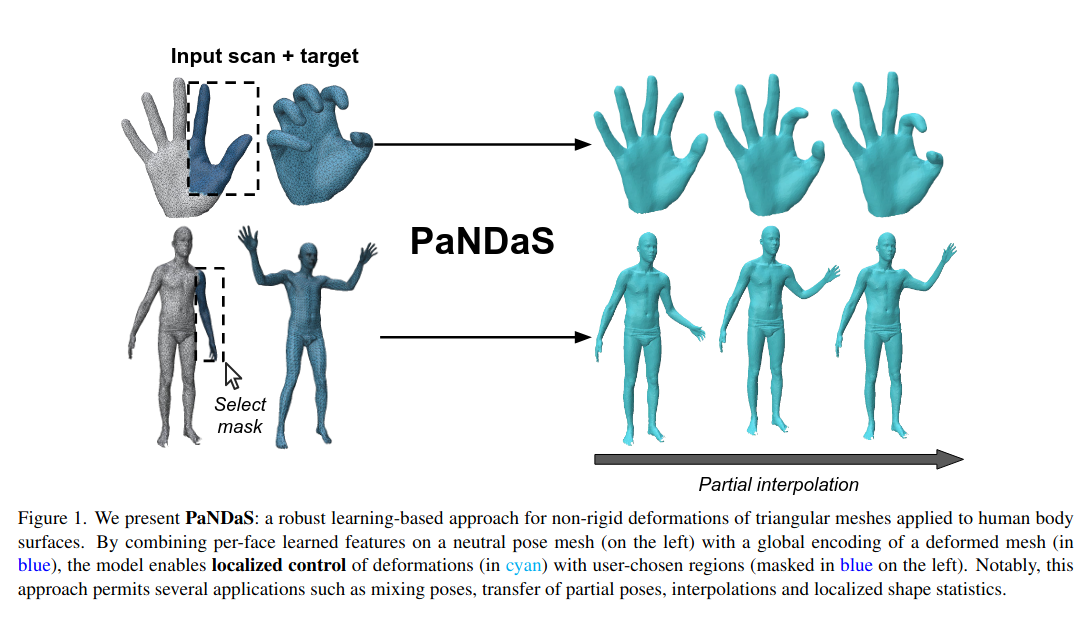 Input scan + target
PaNDaS
Select
mask
Partial interpolation
Figure 1. We present PaNDaS: a robust learning-based approach for non-rigid deformations of triangular meshes applied to human body
surfaces. By combining per-face learned features on a neutral pose mesh (on the left) with a global encoding of a deformed mesh (in
blue), the model enables localized control of deformations (in cyan) with user-chosen regions (masked in blue on the left). Notably, this
approach permits several applications such as mixing poses, transfer of partial poses, interpolations and localized shape statistics.